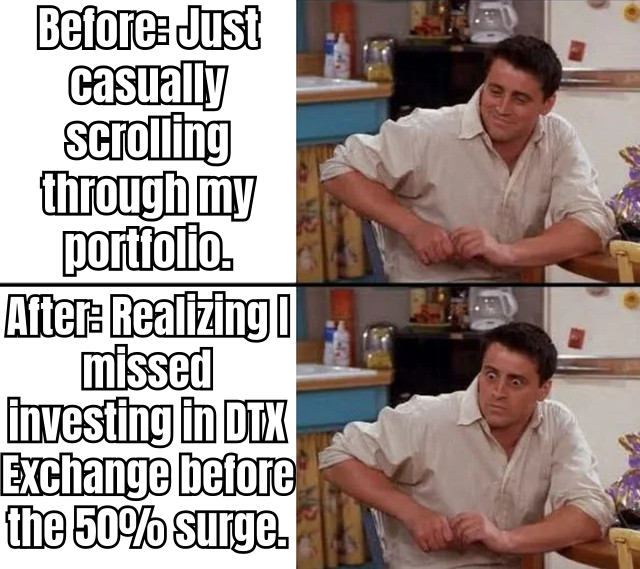 Before: Just
casually
scrolling
through my
portfolio.
After: Realizing I
missed
investing in DTX
Exchange before
the 50% surge.